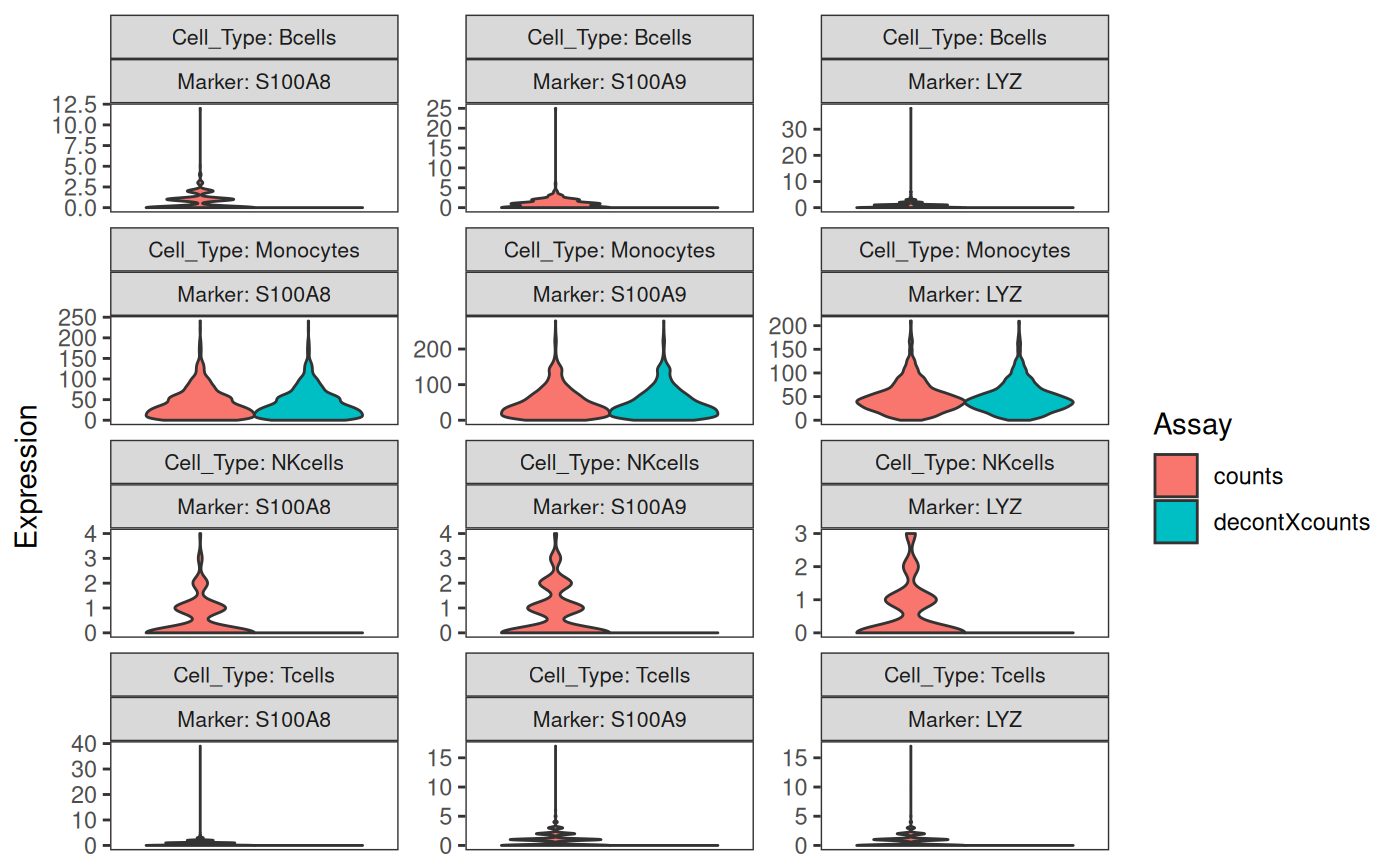 Cell_Type: Bcells
Cell_Type: Bcells
Cell_Type: Bcells
Marker: S100A8
Marker: S100A9
Marker: LYZ
12.5
10.0
7.5
5.0
2.5
0.0
25
20
15
10
5
0
30
20
10
0
Cell_Type: Monocytes
Cell_Type: Monocytes
Cell_Type: Monocytes
Marker: S100A8
Marker: S100A9
Marker: LYZ
250
200
150
100
50
0
200
100
0
200
150
100
50
0
Expression
Cell_Type: NKcells
Cell_Type: NKcells
Cell_Type: NKcells
Marker: S100A8
Marker: S100A9
Marker: LYZ
4
3
2
1
0
4
3
2
1
0
3
2
1
0
Cell_Type: Tcells
Cell_Type: Tcells
Cell_Type: Tcells
Marker: S100A8
Marker: S100A9
Marker: LYZ
40
30
20
10
0
15
10
5
0
15
10
5
0
Assay
counts
decontXcounts